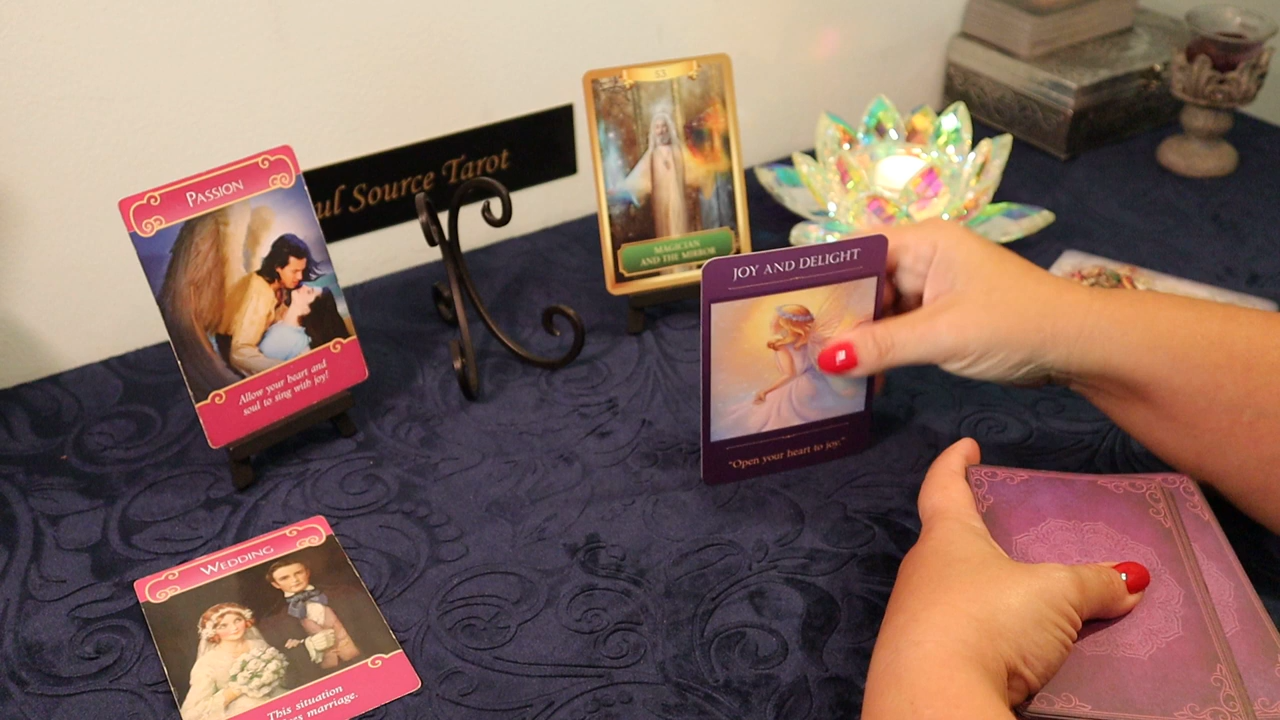 PASSION
Allow your heart and
soul to sing with joy!
ul Source Tarot
53
MAGICIAN
AND THE MIRROR
JOY AND DELIGHT
"Open your heart to joy."
WEDDING
This situation
es marriage.